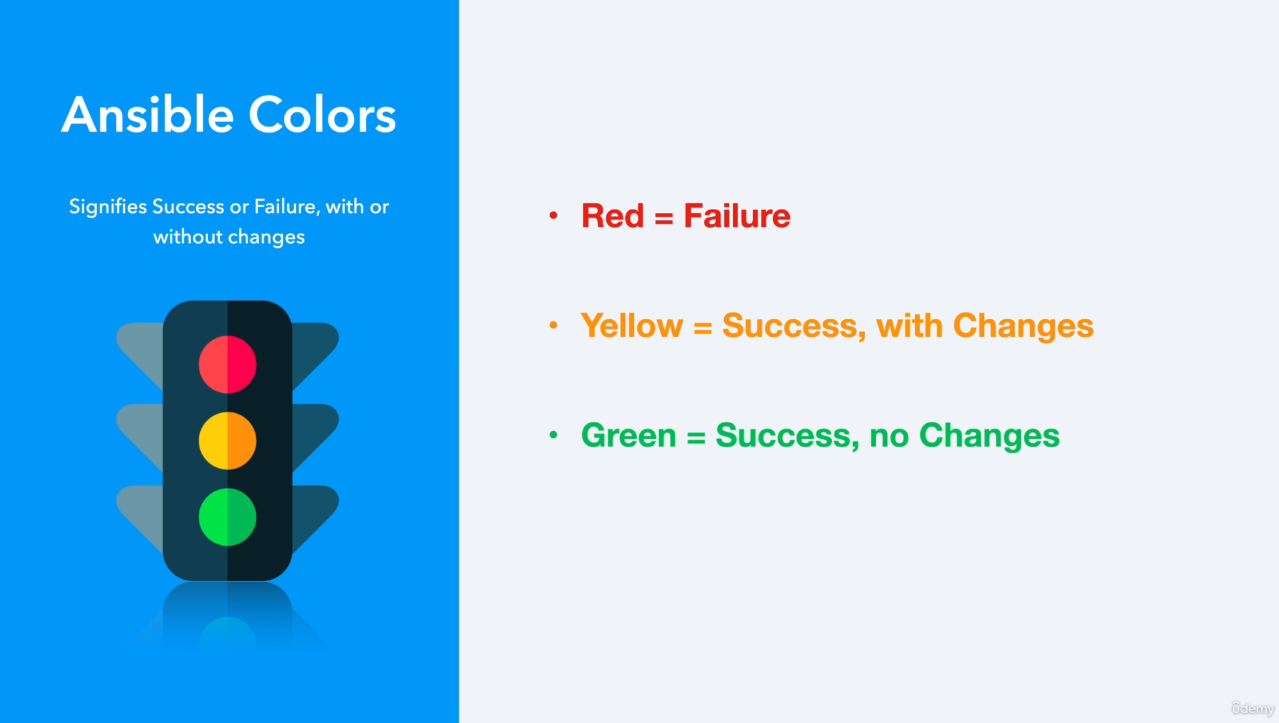 Ansible Colors
Signifies Success or Failure, with or
without changes
• Red = Failure
• Yellow = Success, with Changes
• Green = Success, no Changes
ûdemy